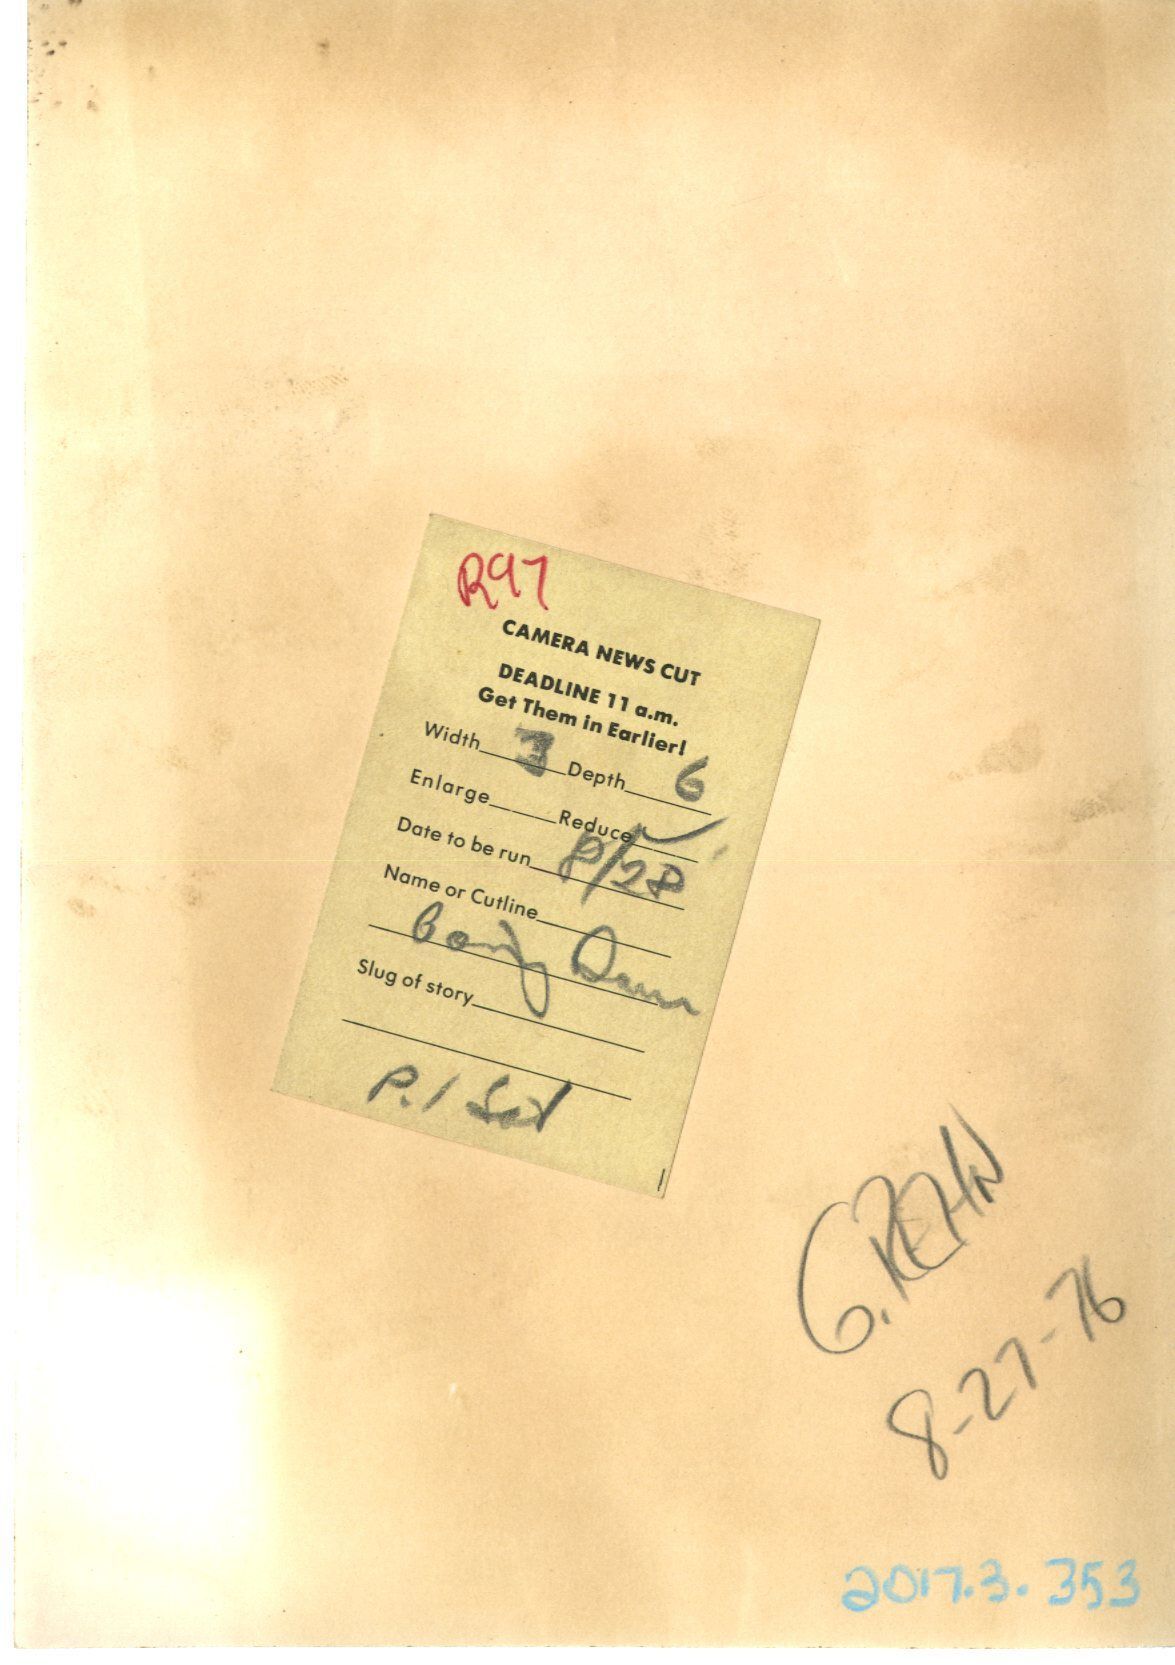 R97
CAMERA NEWS CUT
DEADLINE 11 a.m.
Get Them in Earlier!
Width 3 Depth 6
Enlarge Reduce ✓
Date to be run 8/28
Name or Cutline
Slug of story
P.1 Sat
G. REHN
8-27-76
2017.3.353